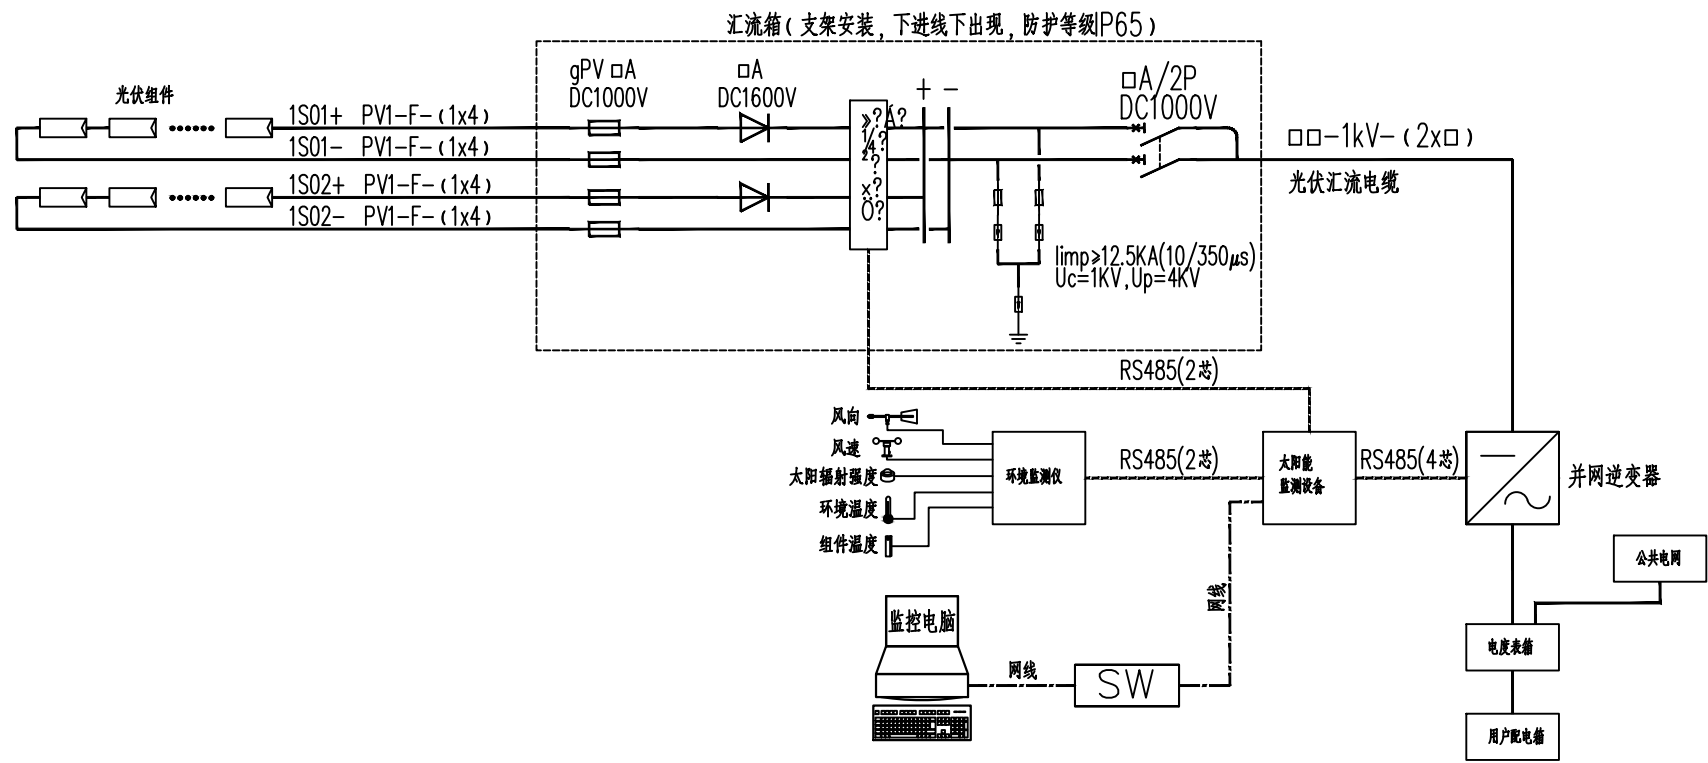 汇流箱(支架安装,下进线下出现,防护等级IP65)
光伏组件
gPV □A
DC1000V
□A
DC1600V
+ −
□A/2P
DC1000V
1S01+ PV1-F-(1x4)
1S01- PV1-F-(1x4)
1S02+ PV1-F-(1x4)
1S02- PV1-F-(1x4)
□□-1kV-(2x□)
光伏汇流电缆
Iimp≥12.5KA(10/350μs)
Uc=1KV,Up=4KV
RS485(2芯)
风向
风速
太阳辐射强度
环境温度
组件温度
环境监测仪
RS485(2芯)
太阳能
监测设备
RS485(4芯)
并网逆变器
公共电网
网线
监控电脑
网线
SW
电度表箱
用户配电箱